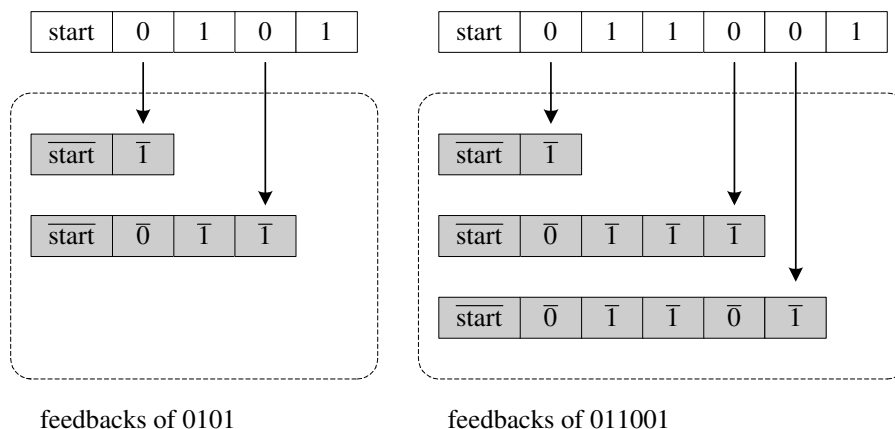 start 0 1 0 1
start̅ 1̅
start̅ 0̅ 1̅ 1̅
feedbacks of 0101
start 0 1 1 0 0 1
start̅ 1̅
start̅ 0̅ 1̅ 1̅ 1̅
start̅ 0̅ 1̅ 1̅ 0̅ 1̅
feedbacks of 011001